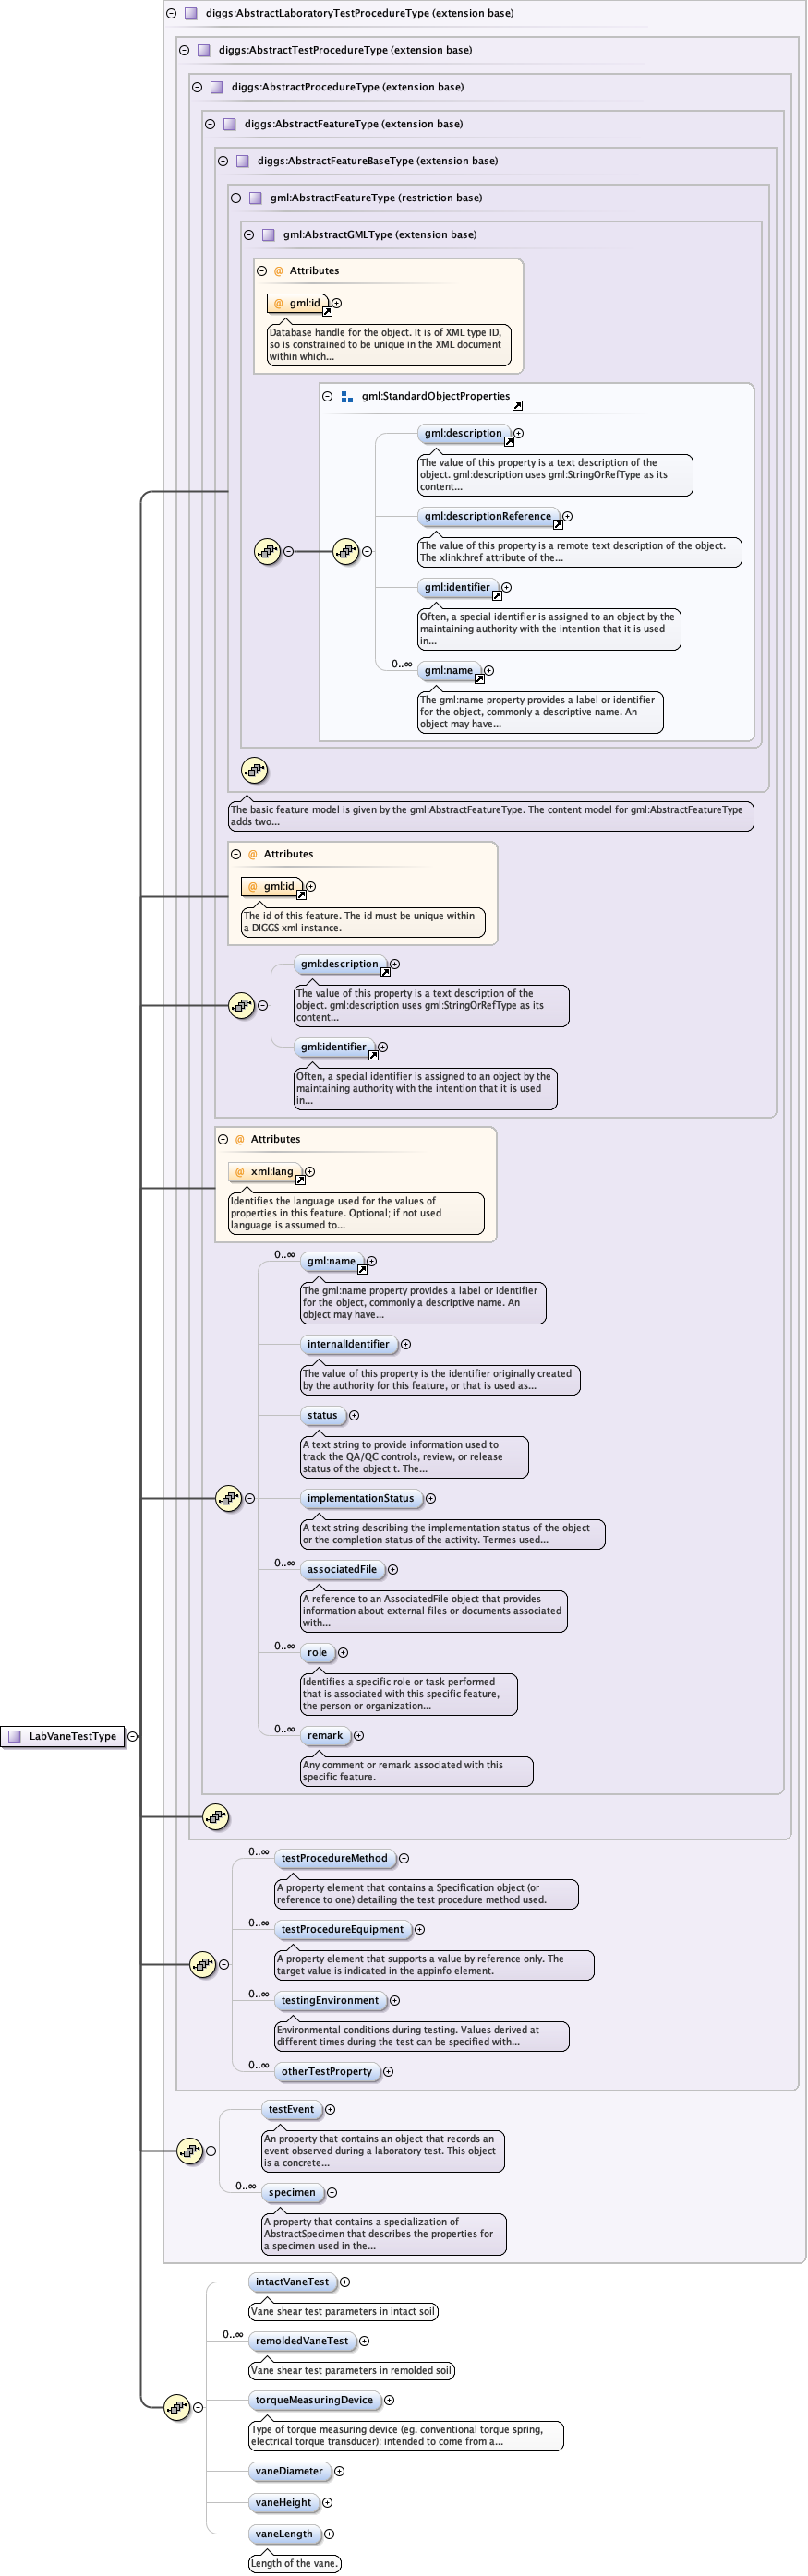 diggs:AbstractLaboratoryTestProcedureType (extension base)
diggs:AbstractTestProcedureType (extension base)
diggs:AbstractProcedureType (extension base)
diggs:AbstractFeatureType (extension base)
diggs:AbstractFeatureBaseType (extension base)
gml:AbstractFeatureType (restriction base)
gml:AbstractGMLType (extension base)
@ Attributes
@ gml:id
Database handle for the object. It is of XML type ID,
so is constrained to be unique in the XML document
within which...
gml:StandardObjectProperties
gml:description
The value of this property is a text description of the
object. gml:description uses gml:StringOrRefType as its
content...
gml:descriptionReference
The value of this property is a remote text description of the object.
The xlink:href attribute of the...
gml:identifier
Often, a special identifier is assigned to an object by the
maintaining authority with the intention that it is used
in...
0..∞
gml:name
The gml:name property provides a label or identifier
for the object, commonly a descriptive name. An
object may have...
The basic feature model is given by the gml:AbstractFeatureType. The content model for gml:AbstractFeatureType
adds two...
@ Attributes
@ gml:id
The id of this feature. The id must be unique within
a DIGGS xml instance.
gml:description
The value of this property is a text description of the
object. gml:description uses gml:StringOrRefType as its
content...
gml:identifier
Often, a special identifier is assigned to an object by the
maintaining authority with the intention that it is used
in...
@ Attributes
@ xml:lang
Identifies the language used for the values of
properties in this feature. Optional; if not used
language is assumed to...
0..∞
gml:name
The gml:name property provides a label or identifier
for the object, commonly a descriptive name. An
object may have...
internalIdentifier
The value of this property is the identifier originally created
by the authority for this feature, or that is used as...
status
A text string to provide information used to
track the QA/QC controls, review, or release
status of the object t. The...
implementationStatus
A text string describing the implementation status of the object
or the completion status of the activity. Termes used...
0..∞
associatedFile
A reference to an AssociatedFile object that provides
information about external files or documents associated
with...
0..∞
role
Identifies a specific role or task performed
that is associated with this specific feature,
the person or organization...
0..∞
remark
LabVaneTestType
Any comment or remark associated with this
specific feature.
0..∞
testProcedureMethod
A property element that contains a Specification object (or
reference to one) detailing the test procedure method used.
0..∞
testProcedureEquipment
A property element that supports a value by reference only. The
target value is indicated in the appinfo element.
0..∞
testingEnvironment
Environmental conditions during testing. Values derived at
different times during the test can be specified with...
0..∞
otherTestProperty
testEvent
An property that contains an object that records an
event observed during a laboratory test. This object
is a concrete...
0..∞
specimen
A property that contains a specialization of
AbstractSpecimen that describes the properties for
a specimen used in the...
intactVaneTest
Vane shear test parameters in intact soil
0..∞
remoldedVaneTest
Vane shear test parameters in remolded soil
torqueMeasuringDevice
Type of torque measuring device (eg. conventional torque spring,
electrical torque transducer); intended to come from a...
vaneDiameter
vaneHeight
vaneLength
Length of the vane.